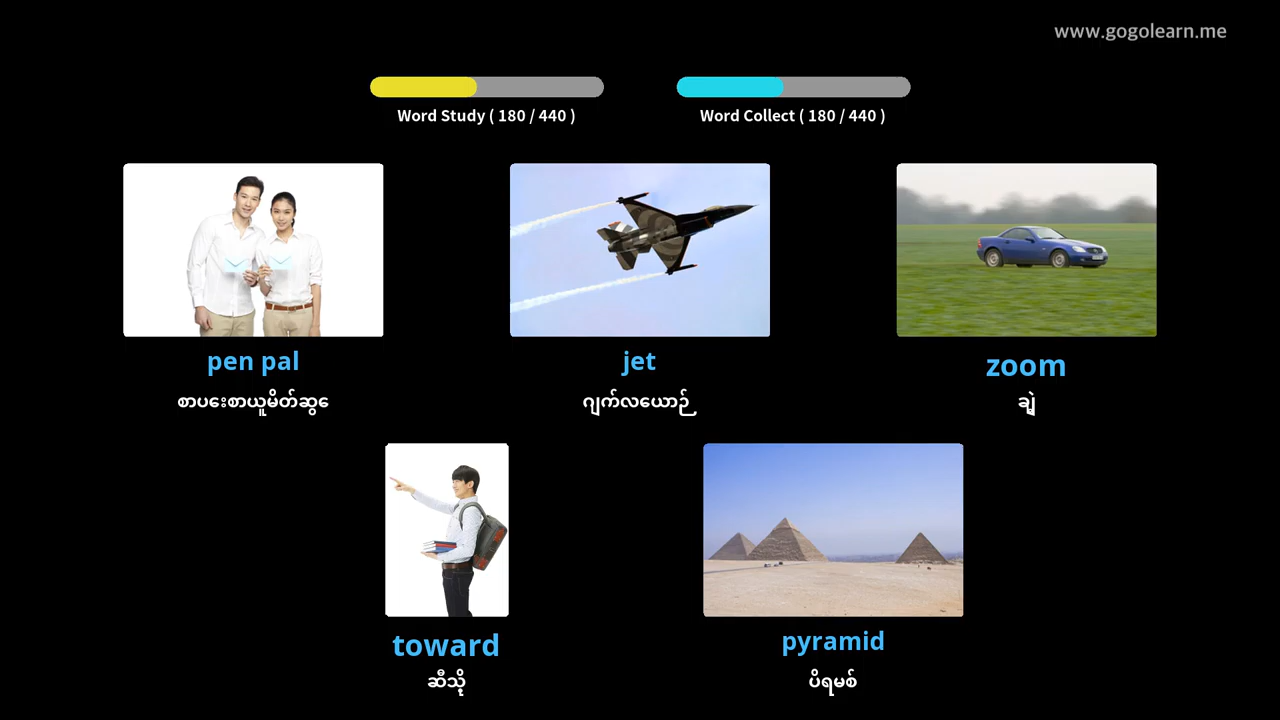 www.gogolearn.me
Word Study ( 180 / 440 )
Word Collect ( 180 / 440 )
pen pal
စာပေးစာယူမိတ်ဆွေ
jet
ဂျက်လေယာဉ်
zoom
ချဲ့
toward
ဆီသို့
pyramid
ပိရမစ်